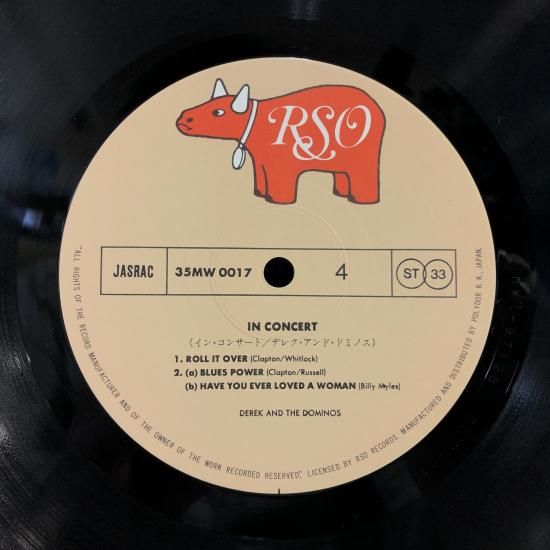 RSO
JASRAC
35MW 0017
4
ST 33
IN CONCERT
(イン・コンサート/デレク・アンド・ドミノス)
1. ROLL IT OVER (Clapton/Whitlock)
2. (a) BLUES POWER (Clapton/Russell)
(b) HAVE YOU EVER LOVED A WOMAN (Billy Myles)
DEREK AND THE DOMINOS
"ALL RIGHTS OF THE RECORD MANUFACTURER AND OF THE OWNER OF THE WORK RECORDED RESERVED", LICENSED BY RSO RECORDS. MANUFACTURED AND DISTRIBUTED BY POLYDOR K. K., JAPAN.